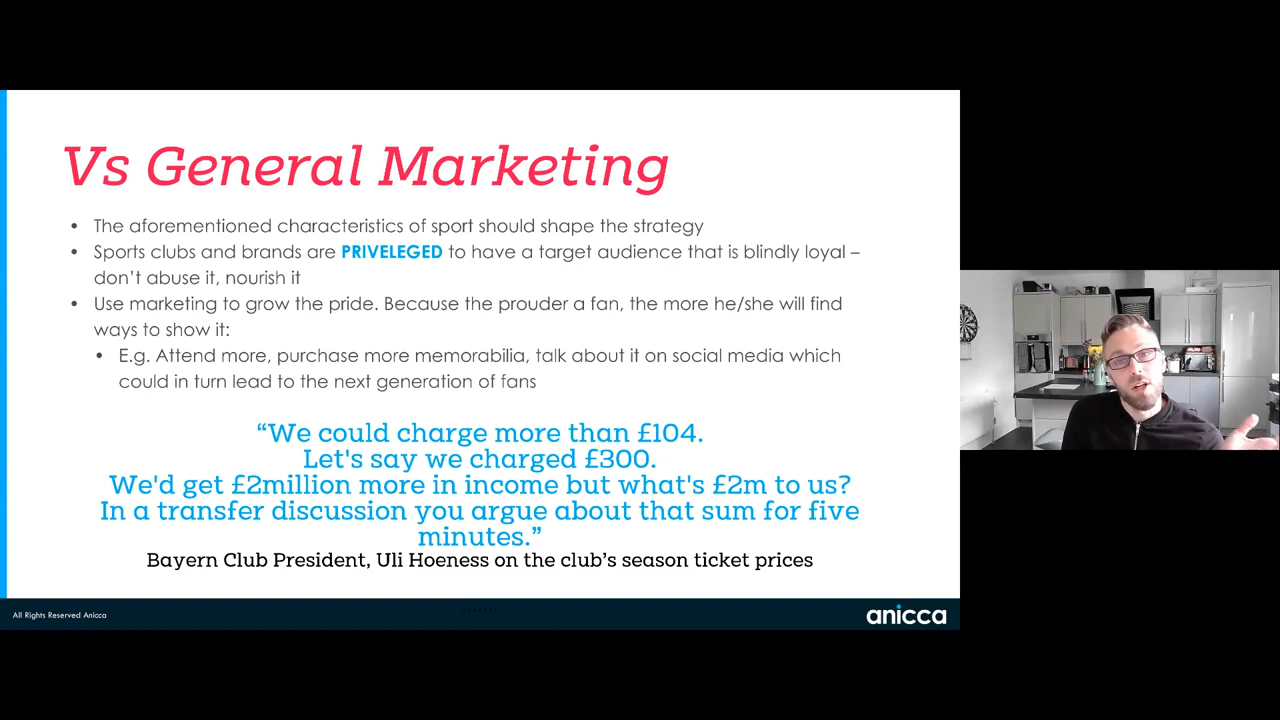 Vs General Marketing
• The aforementioned characteristics of sport should shape the strategy
• Sports clubs and brands are PRIVELEGED to have a target audience that is blindly loyal –
don't abuse it, nourish it
• Use marketing to grow the pride. Because the prouder a fan, the more he/she will find
ways to show it:
• E.g. Attend more, purchase more memorabilia, talk about it on social media which
could in turn lead to the next generation of fans
“We could charge more than £104.
Let's say we charged £300.
We'd get £2million more in income but what's £2m to us?
In a transfer discussion you argue about that sum for five
minutes.”
Bayern Club President, Uli Hoeness on the club’s season ticket prices
All Rights Reserved Anicca
anicca